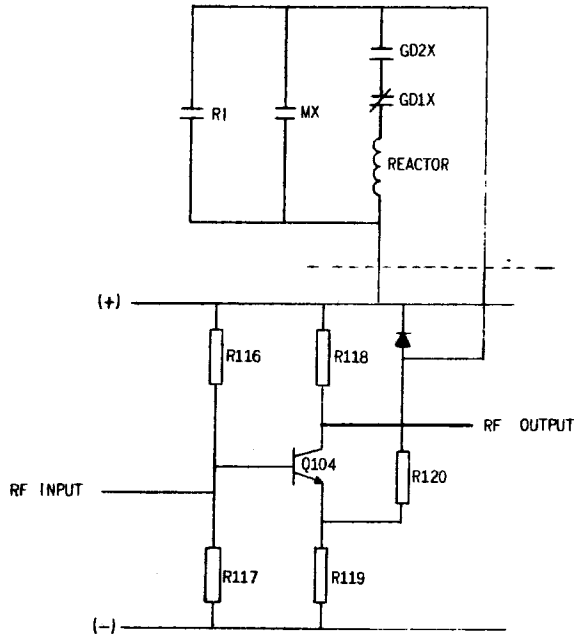 GD2X
R1
MX
GD1X
REACTOR
(+)
R116
R118
RF OUTPUT
Q104
R120
RF INPUT
R117
R119
(-)